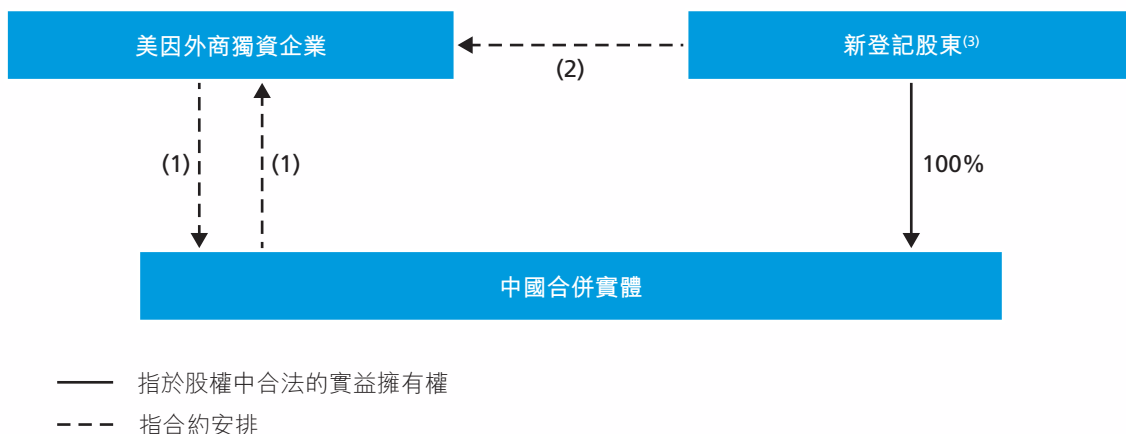 美因外商獨資企業
新登記股東(3)
(2)
(1)
(1)
100%
中國合併實體
指於股權中合法的實益擁有權
指合約安排